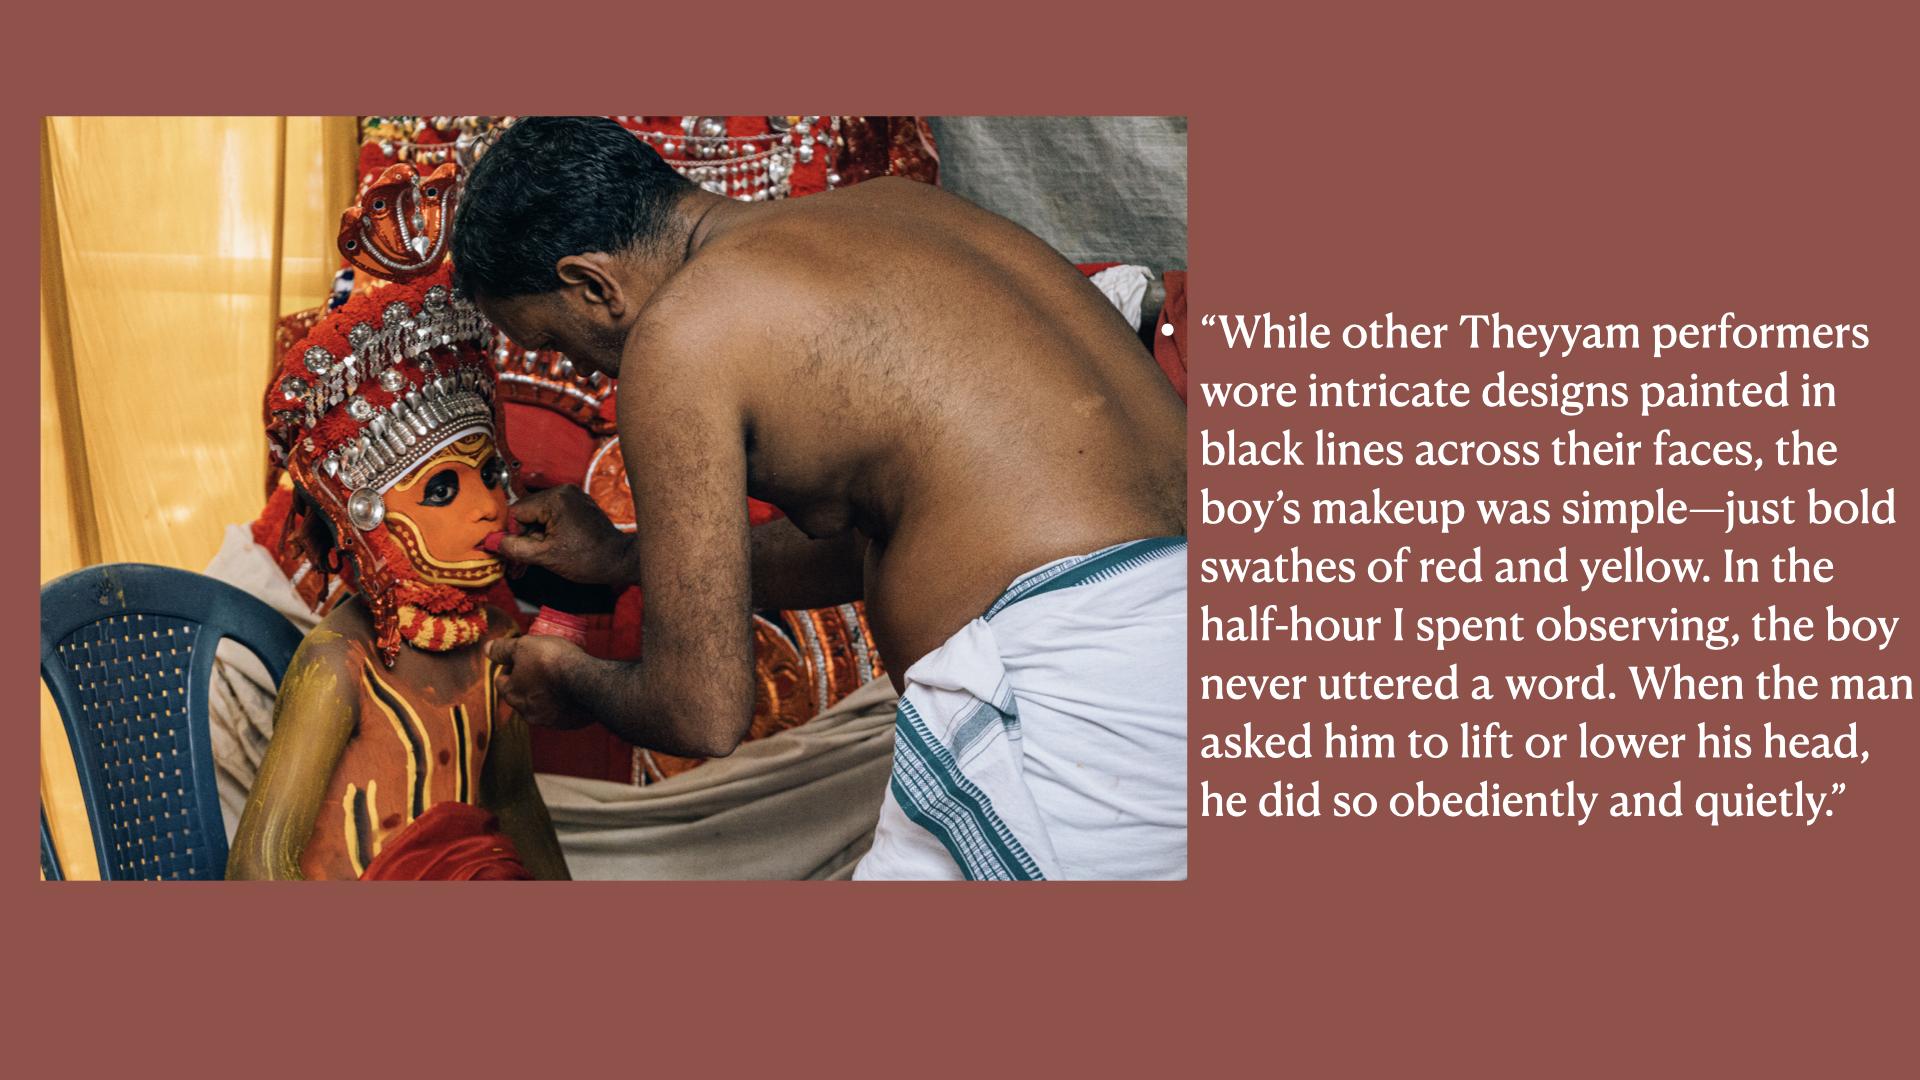 • “While other Theyyam performers
wore intricate designs painted in
black lines across their faces, the
boy’s makeup was simple—just bold
swathes of red and yellow. In the
half-hour I spent observing, the boy
never uttered a word. When the man
asked him to lift or lower his head,
he did so obediently and quietly.”